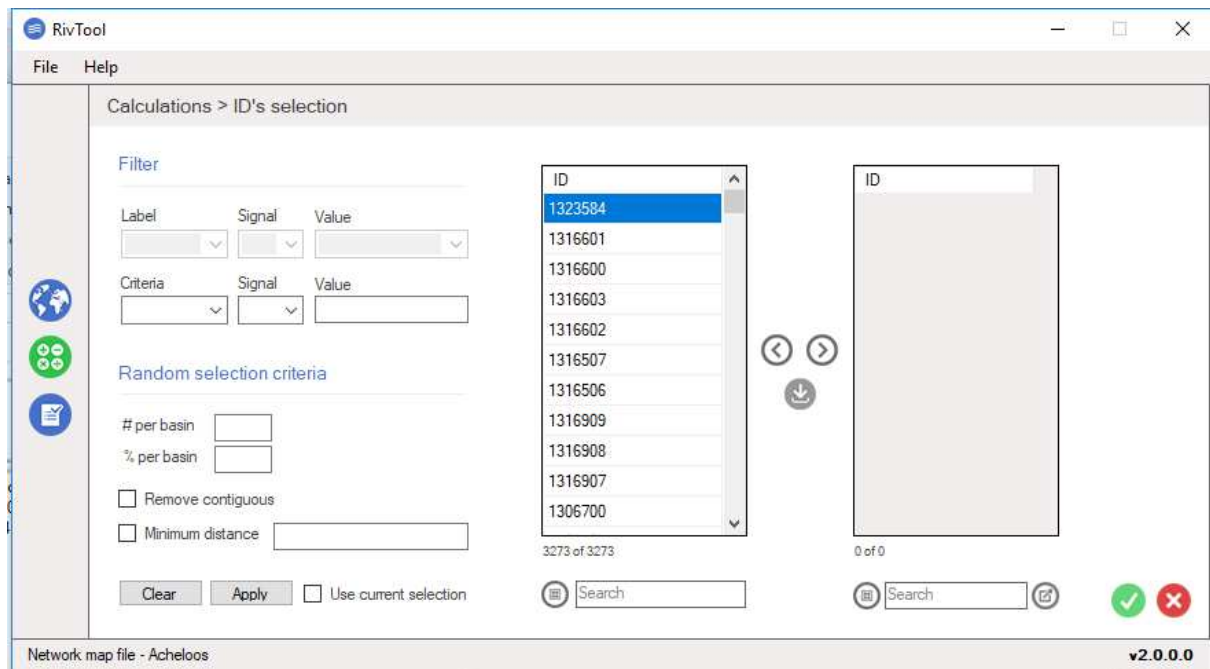 RivTool
File Help
Calculations > ID's selection
Filter
Label Signal Value
Criteria Signal Value
Random selection criteria
# per basin
% per basin
Remove contiguous
Minimum distance
Clear Apply Use current selection
ID
1323584
1316601
1316600
1316603
1316602
1316507
1316506
1316909
1316908
1316907
1306700
3273 of 3273
Search
ID
0 of 0
Search
Network map file - Acheloos
v2.0.0.0